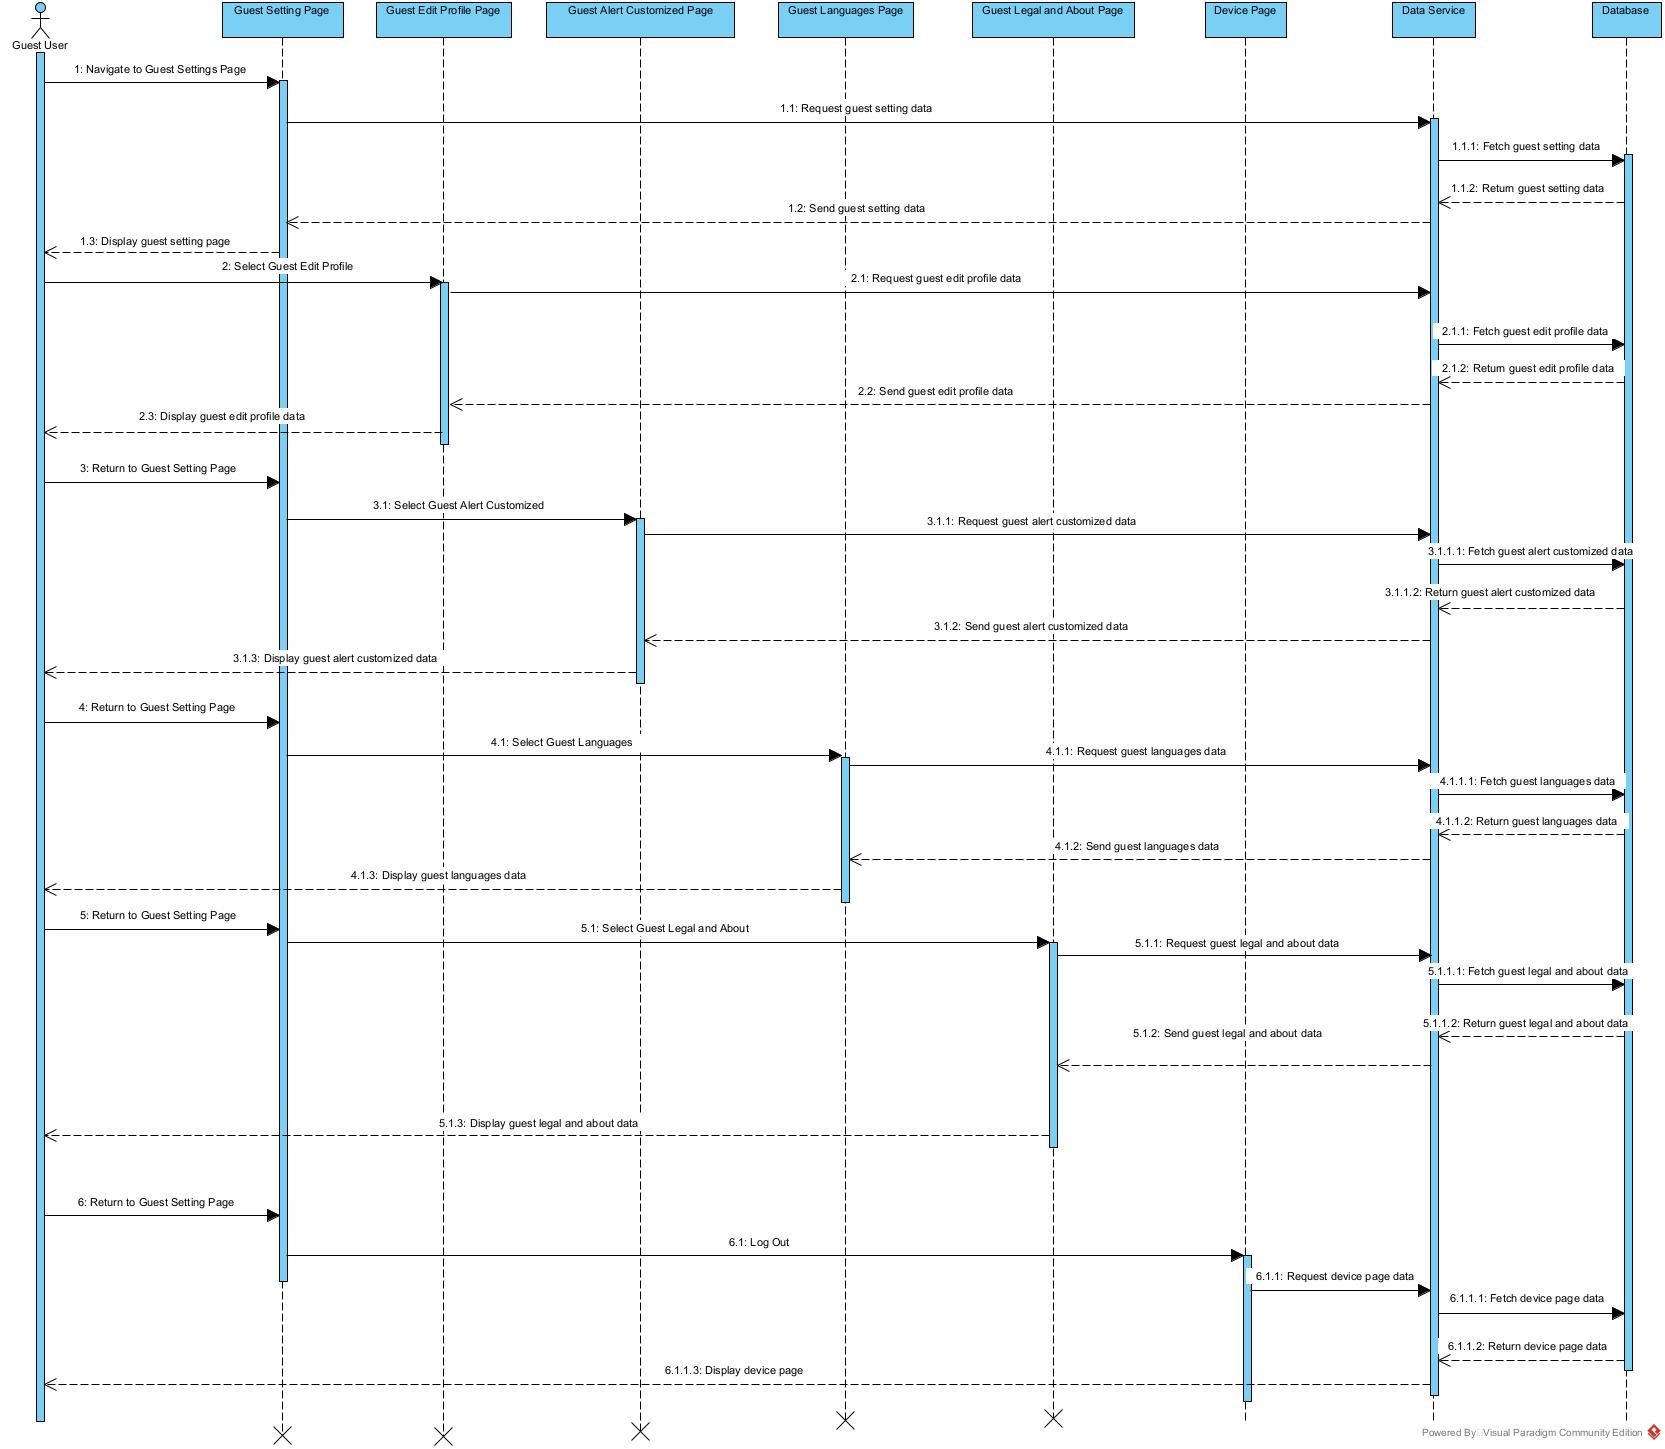 Guest User
Guest Setting Page
Guest Edit Profile Page
Guest Alert Customized Page
Guest Languages Page
Guest Legal and About Page
Device Page
Data Service
Database
1: Navigate to Guest Settings Page
1.1: Request guest setting data
1.1.1: Fetch guest setting data
1.1.2: Return guest setting data
1.2: Send guest setting data
1.3: Display guest setting page
2: Select Guest Edit Profile
2.1: Request guest edit profile data
2.1.1: Fetch guest edit profile data
2.1.2: Return guest edit profile data
2.2: Send guest edit profile data
2.3: Display guest edit profile data
3: Return to Guest Setting Page
3.1: Select Guest Alert Customized
3.1.1: Request guest alert customized data
3.1.1.1: Fetch guest alert customized data
3.1.1.2: Return guest alert customized data
3.1.2: Send guest alert customized data
3.1.3: Display guest alert customized data
4: Return to Guest Setting Page
4.1: Select Guest Languages
4.1.1: Request guest languages data
4.1.1.1: Fetch guest languages data
4.1.1.2: Return guest languages data
4.1.2: Send guest languages data
4.1.3: Display guest languages data
5: Return to Guest Setting Page
5.1: Select Guest Legal and About
5.1.1: Request guest legal and about data
5.1.1.1: Fetch guest legal and about data
5.1.1.2: Return guest legal and about data
5.1.2: Send guest legal and about data
5.1.3: Display guest legal and about data
6: Return to Guest Setting Page
6.1: Log Out
6.1.1: Request device page data
6.1.1.1: Fetch device page data
6.1.1.2: Return device page data
6.1.1.3: Display device page
Powered By□Visual Paradigm Community Edition